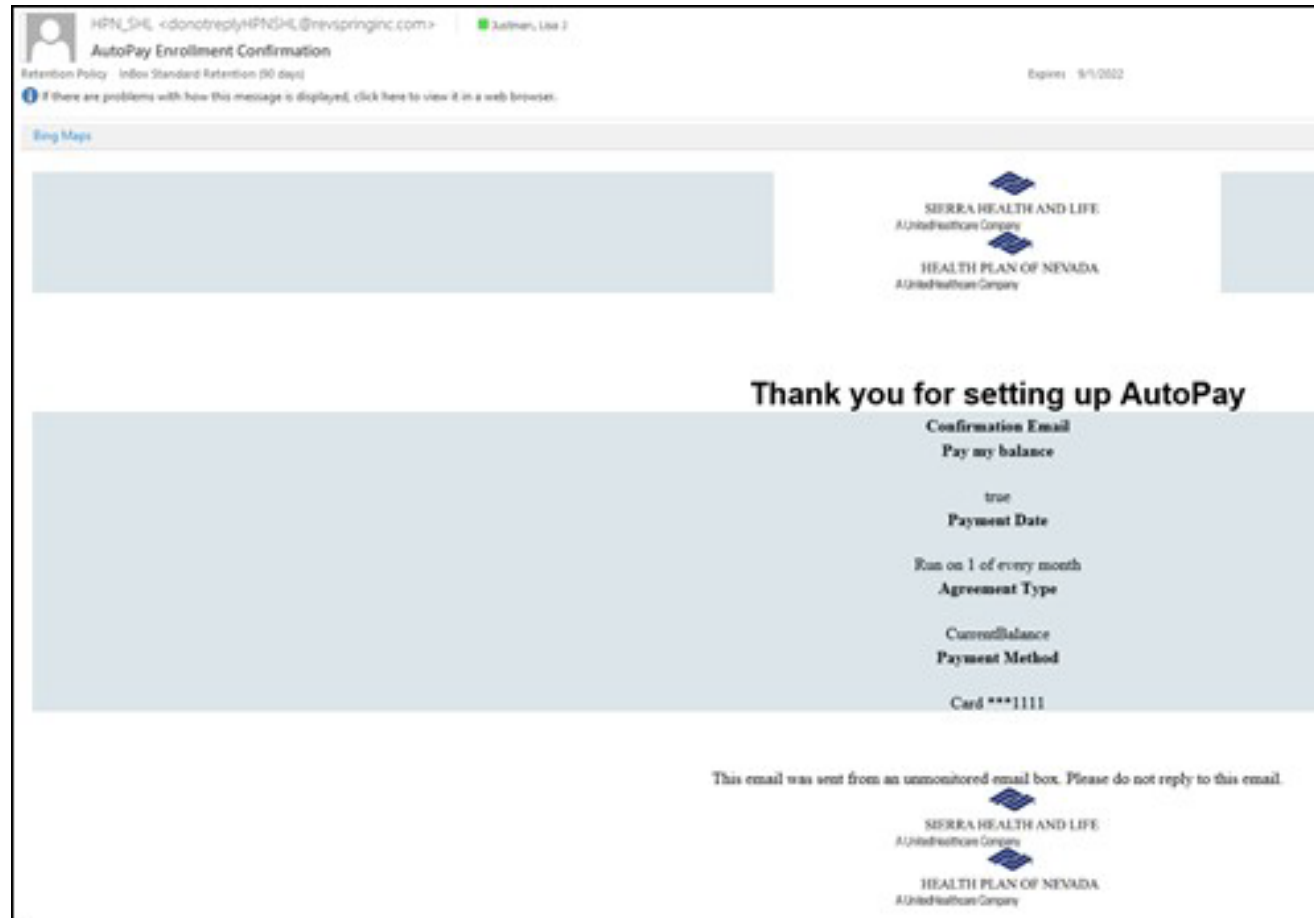 HPN_SHL <donotreplyHPNSHL@revspringinc.com> Justman, Lisa J
AutoPay Enrollment Confirmation
Retention Policy InBox Standard Retention (90 days) Expires 9/1/2022
If there are problems with how this message is displayed, click here to view it in a web browser.
Bing Maps
SIERRA HEALTH AND LIFE
A UnitedHealthcare Company
HEALTH PLAN OF NEVADA
A UnitedHealthcare Company
Thank you for setting up AutoPay
Confirmation Email
Pay my balance
true
Payment Date
Run on 1 of every month
Agreement Type
CurrentBalance
Payment Method
Card ***1111
This email was sent from an unmonitored email box. Please do not reply to this email.
SIERRA HEALTH AND LIFE
A UnitedHealthcare Company
HEALTH PLAN OF NEVADA
A UnitedHealthcare Company